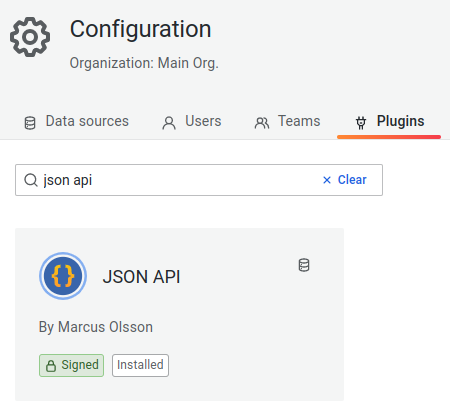 Configuration
Organization: Main Org.
Data sources Users Teams Plugins
json api Clear
{}
JSON API
By Marcus Olsson
Signed Installed